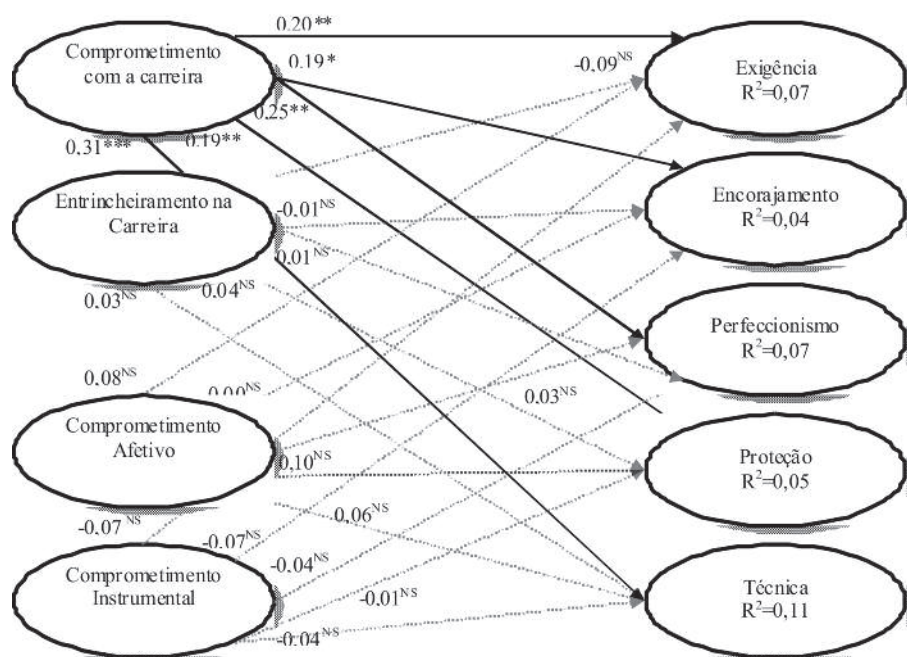 0.20**
Comprometimento
com a carreira
0.19*
-0,09NS
Exigência
R²=0,07
0,25**
0.19**
0,31***
Entrincheiramento na
Carreira
-0.01NS
0.01NS
Encorajamento
R²=0,04
0.03NS
0.04NS
Perfeccionismo
R²=0,07
0,08NS
0,00NS
0,03NS
Comprometimento
Afetivo
0,10NS
Proteção
R²=0,05
-0,07NS
0,06NS
-0,07NS
Comprometimento
Instrumental
-0,04NS
-0,01NS
-0,04NS
Técnica
R²=0,11